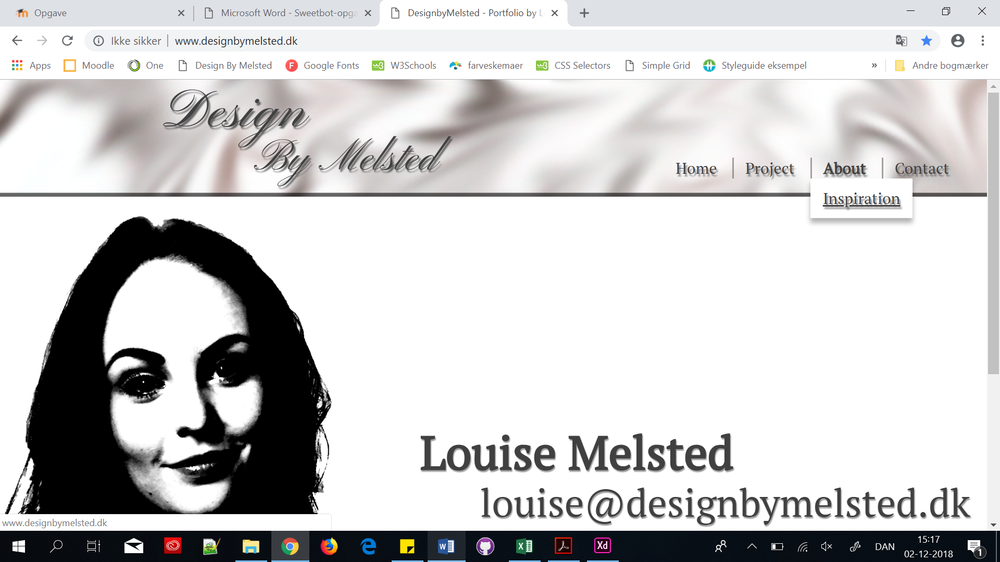 Opgave
Microsoft Word - Sweetbot-opga
DesignbyMelsted - Portfolio by L
Ikke sikker
www.designbymelsted.dk
Apps
Moodle
One
Design By Melsted
Google Fonts
W3Schools
farveskemaer
CSS Selectors
Simple Grid
Styleguide eksempel
»
Andre bogmærker
Design
By Melsted
Home
Project
About
Contact
Inspiration
Louise Melsted
louise@designbymelsted.dk
www.designbymelsted.dk
DAN
15:17
02-12-2018
1